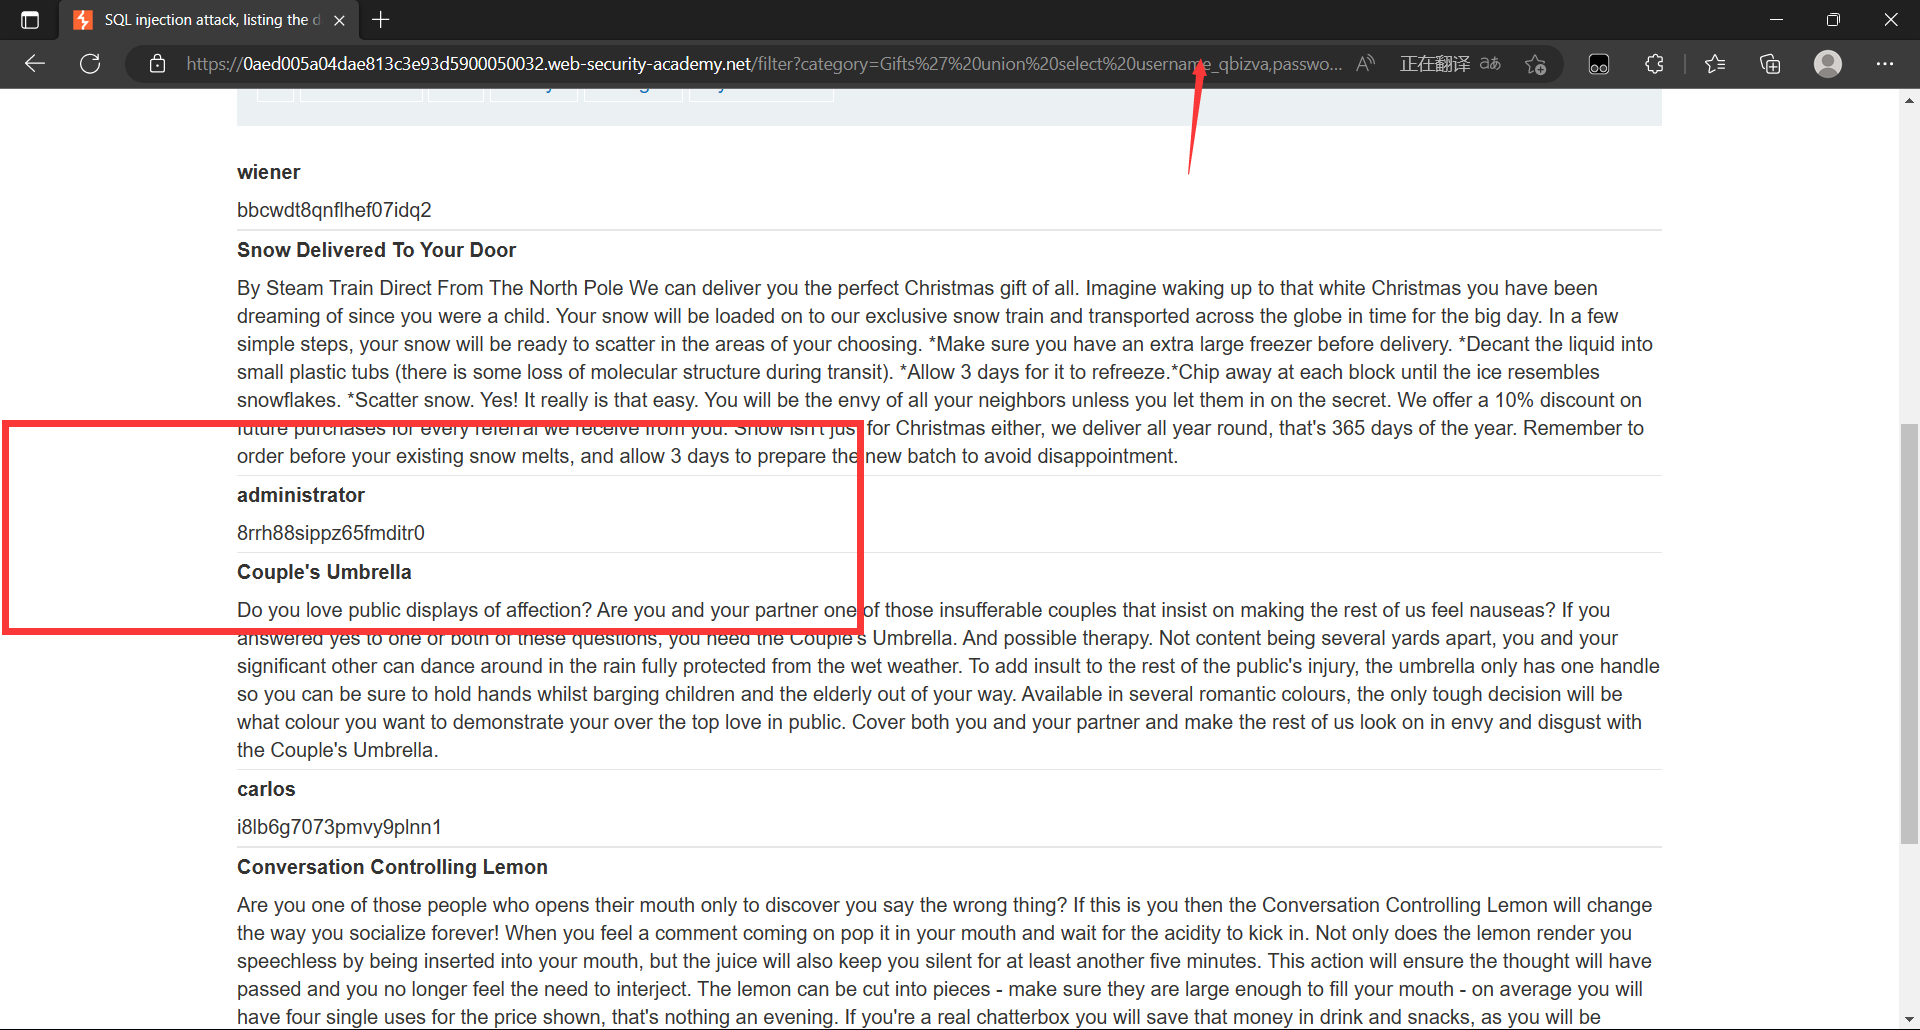 SQL injection attack, listing the d
https://0aed005a04dae813c3e93d5900050032.web-security-academy.net/filter?category=Gifts%27%20union%20select%20username_qbizva,passwo... A 正在翻译 aあ
wiener
bbcwdt8qnflhef07idq2
Snow Delivered To Your Door
By Steam Train Direct From The North Pole We can deliver you the perfect Christmas gift of all. Imagine waking up to that white Christmas you have been
dreaming of since you were a child. Your snow will be loaded on to our exclusive snow train and transported across the globe in time for the big day. In a few
simple steps, your snow will be ready to scatter in the areas of your choosing. *Make sure you have an extra large freezer before delivery. *Decant the liquid into
small plastic tubs (there is some loss of molecular structure during transit). *Allow 3 days for it to refreeze.*Chip away at each block until the ice resembles
snowflakes. *Scatter snow. Yes! It really is that easy. You will be the envy of all your neighbors unless you let them in on the secret. We offer a 10% discount on
future purchases for every referral we receive from you. Snow isn't just for Christmas either, we deliver all year round, that's 365 days of the year. Remember to
order before your existing snow melts, and allow 3 days to prepare the new batch to avoid disappointment.
administrator
8rrh88sippz65fmditr0
Couple's Umbrella
Do you love public displays of affection? Are you and your partner one of those insufferable couples that insist on making the rest of us feel nauseas? If you
answered yes to one or both of these questions, you need the Couple's Umbrella. And possible therapy. Not content being several yards apart, you and your
significant other can dance around in the rain fully protected from the wet weather. To add insult to the rest of the public's injury, the umbrella only has one handle
so you can be sure to hold hands whilst barging children and the elderly out of your way. Available in several romantic colours, the only tough decision will be
what colour you want to demonstrate your over the top love in public. Cover both you and your partner and make the rest of us look on in envy and disgust with
the Couple's Umbrella.
carlos
i8lb6g7073pmvy9plnn1
Conversation Controlling Lemon
Are you one of those people who opens their mouth only to discover you say the wrong thing? If this is you then the Conversation Controlling Lemon will change
the way you socialize forever! When you feel a comment coming on pop it in your mouth and wait for the acidity to kick in. Not only does the lemon render you
speechless by being inserted into your mouth, but the juice will also keep you silent for at least another five minutes. This action will ensure the thought will have
passed and you no longer feel the need to interject. The lemon can be cut into pieces - make sure they are large enough to fill your mouth - on average you will
have four single uses for the price shown, that's nothing an evening. If you're a real chatterbox you will save that money in drink and snacks, as you will be